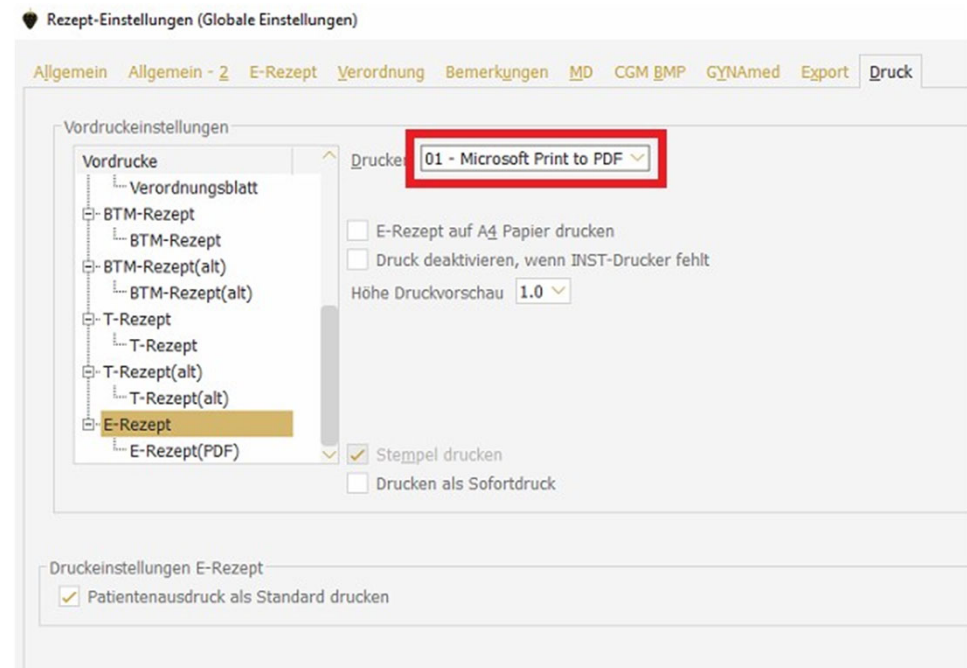 Rezept-Einstellungen (Globale Einstellungen)
Allgemein Allgemein - 2 E-Rezept Verordnung Bemerkungen MD CGM BMP GYNAmed Export Druck
Vordruckeinstellungen
Vordrucke
Verordnungsblatt
BTM-Rezept
BTM-Rezept
BTM-Rezept(alt)
BTM-Rezept(alt)
T-Rezept
T-Rezept
T-Rezept(alt)
T-Rezept(alt)
E-Rezept
E-Rezept(PDF)
Drucker 01 - Microsoft Print to PDF
E-Rezept auf A4 Papier drucken
Druck deaktivieren, wenn INST-Drucker fehlt
Höhe Druckvorschau 1.0
Stempel drucken
Drucken als Sofortdruck
Druckeinstellungen E-Rezept
Patientenausdruck als Standard drucken